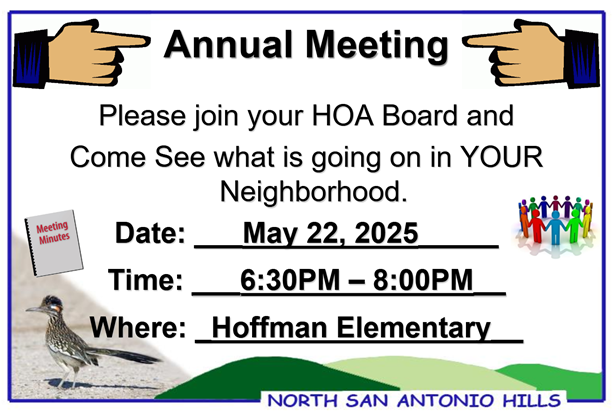 Annual Meeting
Please join your HOA Board and
Come See what is going on in YOUR
Neighborhood.
Meeting
Minutes
Date: ___May 22, 2025_____
Time: ___6:30PM – 8:00PM__
Where: _Hoffman Elementary__
NORTH SAN ANTONIO HILLS